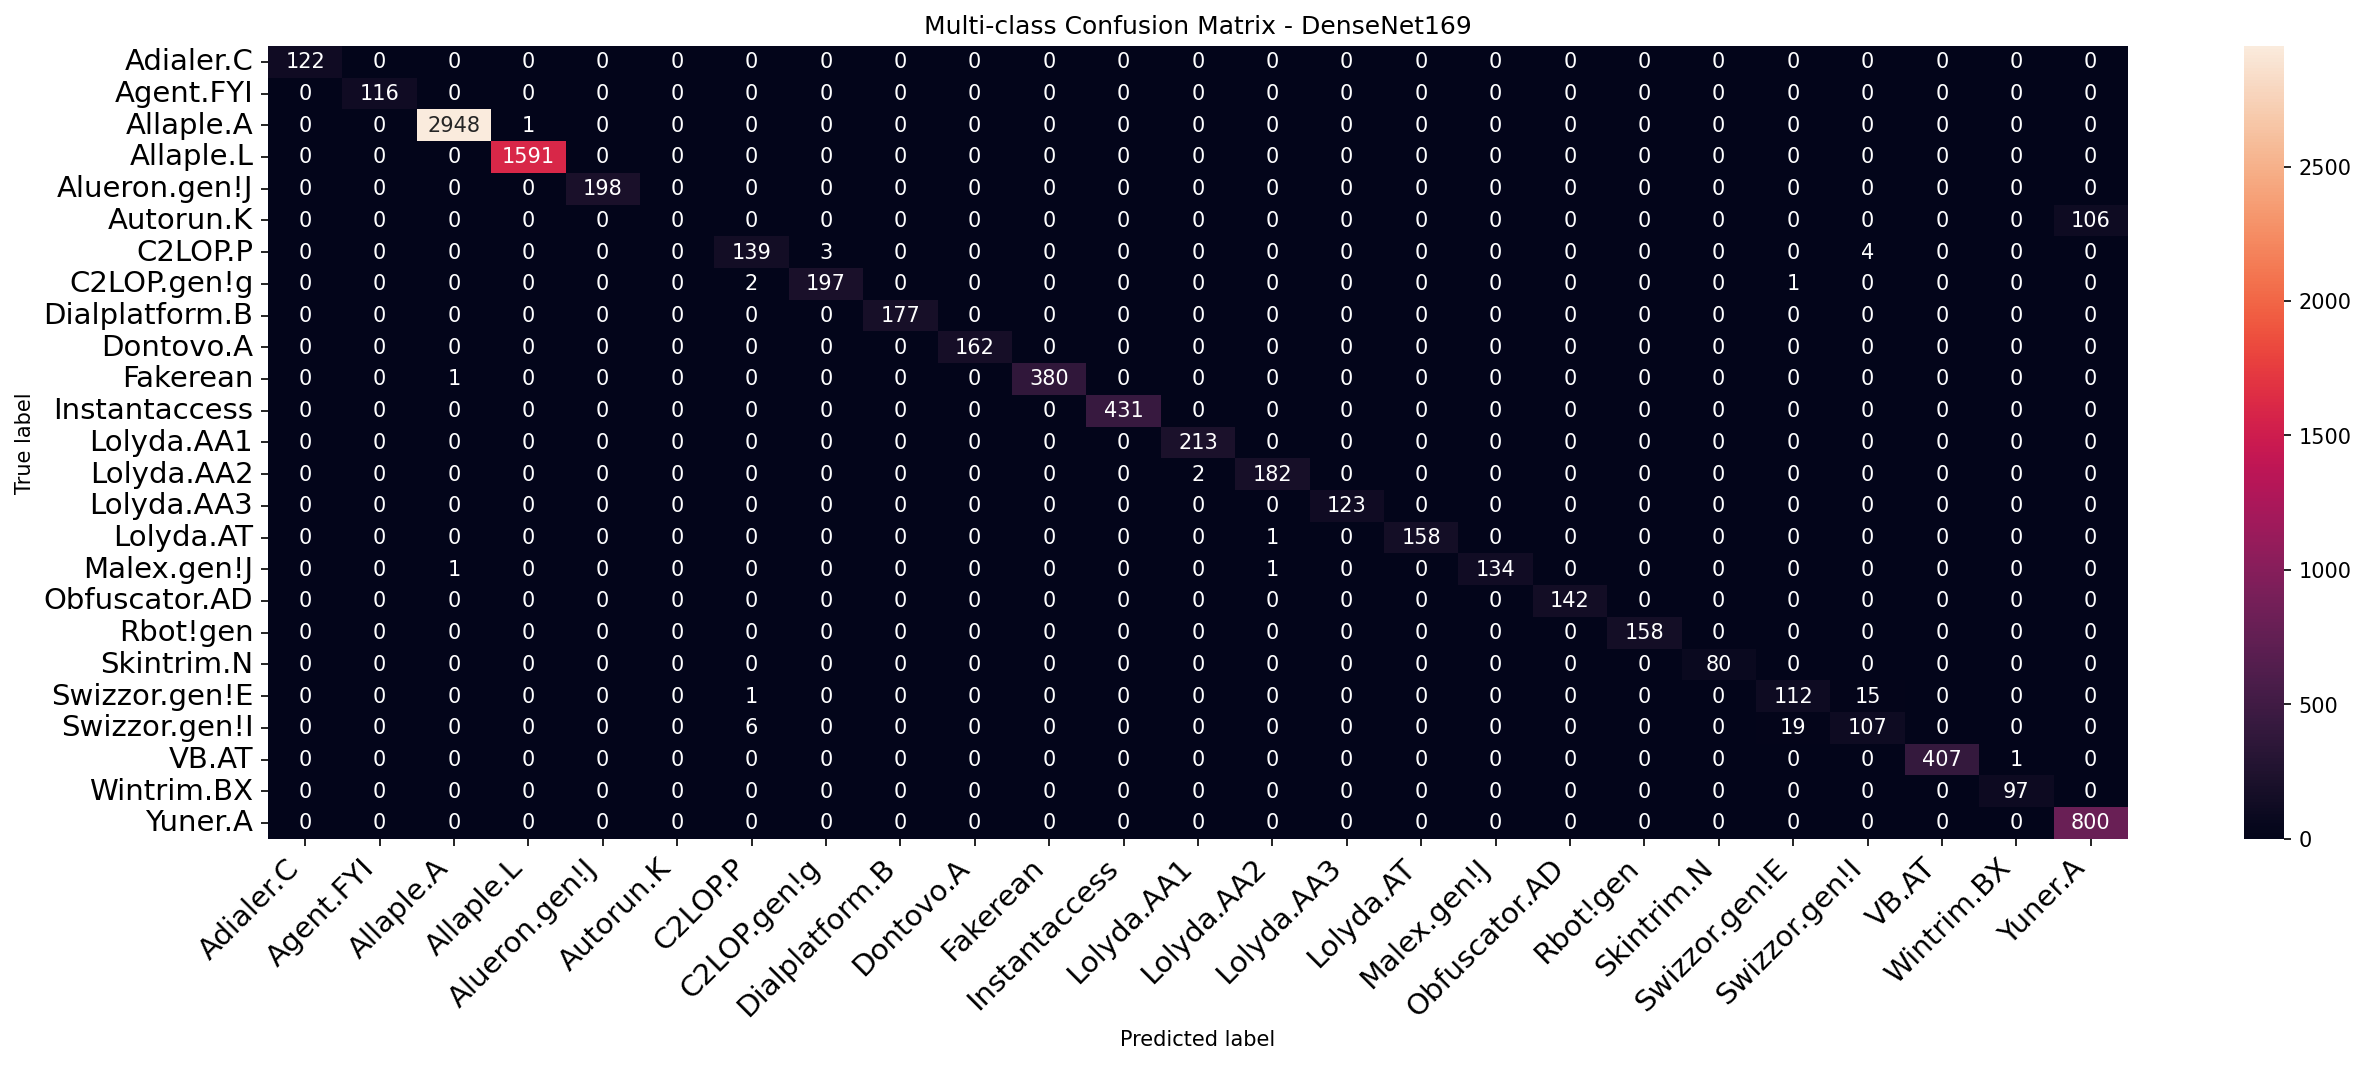 Multi-class Confusion Matrix - DenseNet169
Adialer.C 122 0 0 0 0 0 0 0 0 0 0 0 0 0 0 0 0 0 0 0 0 0 0 0 0
Agent.FYI 0 116 0 0 0 0 0 0 0 0 0 0 0 0 0 0 0 0 0 0 0 0 0 0 0
Allaple.A 0 0 2948 1 0 0 0 0 0 0 0 0 0 0 0 0 0 0 0 0 0 0 0 0 0
Allaple.L 0 0 0 1591 0 0 0 0 0 0 0 0 0 0 0 0 0 0 0 0 0 0 0 0 0
Alueron.gen!J 0 0 0 0 198 0 0 0 0 0 0 0 0 0 0 0 0 0 0 0 0 0 0 0 0
Autorun.K 0 0 0 0 0 0 0 0 0 0 0 0 0 0 0 0 0 0 0 0 0 0 0 0 106
C2LOP.P 0 0 0 0 0 0 139 3 0 0 0 0 0 0 0 0 0 0 0 0 0 4 0 0 0
C2LOP.gen!g 0 0 0 0 0 0 2 197 0 0 0 0 0 0 0 0 0 0 0 0 1 0 0 0 0
Dialplatform.B 0 0 0 0 0 0 0 0 177 0 0 0 0 0 0 0 0 0 0 0 0 0 0 0 0
Dontovo.A 0 0 0 0 0 0 0 0 0 162 0 0 0 0 0 0 0 0 0 0 0 0 0 0 0
Fakerean 0 0 1 0 0 0 0 0 0 0 380 0 0 0 0 0 0 0 0 0 0 0 0 0 0
Instantaccess 0 0 0 0 0 0 0 0 0 0 0 431 0 0 0 0 0 0 0 0 0 0 0 0 0
Lolyda.AA1 0 0 0 0 0 0 0 0 0 0 0 0 213 0 0 0 0 0 0 0 0 0 0 0 0
Lolyda.AA2 0 0 0 0 0 0 0 0 0 0 0 0 2 182 0 0 0 0 0 0 0 0 0 0 0
Lolyda.AA3 0 0 0 0 0 0 0 0 0 0 0 0 0 0 123 0 0 0 0 0 0 0 0 0 0
Lolyda.AT 0 0 0 0 0 0 0 0 0 0 0 0 0 1 0 158 0 0 0 0 0 0 0 0 0
Malex.gen!J 0 0 1 0 0 0 0 0 0 0 0 0 0 1 0 0 134 0 0 0 0 0 0 0 0
Obfuscator.AD 0 0 0 0 0 0 0 0 0 0 0 0 0 0 0 0 0 142 0 0 0 0 0 0 0
Rbot!gen 0 0 0 0 0 0 0 0 0 0 0 0 0 0 0 0 0 0 158 0 0 0 0 0 0
Skintrim.N 0 0 0 0 0 0 0 0 0 0 0 0 0 0 0 0 0 0 0 80 0 0 0 0 0
Swizzor.gen!E 0 0 0 0 0 0 1 0 0 0 0 0 0 0 0 0 0 0 0 0 112 15 0 0 0
Swizzor.gen!I 0 0 0 0 0 0 6 0 0 0 0 0 0 0 0 0 0 0 0 0 19 107 0 0 0
VB.AT 0 0 0 0 0 0 0 0 0 0 0 0 0 0 0 0 0 0 0 0 0 0 407 1 0
Wintrim.BX 0 0 0 0 0 0 0 0 0 0 0 0 0 0 0 0 0 0 0 0 0 0 0 97 0
Yuner.A 0 0 0 0 0 0 0 0 0 0 0 0 0 0 0 0 0 0 0 0 0 0 0 0 800
True label
Adialer.C
Agent.FYI
Allaple.A
Allaple.L
Alueron.gen!J
Autorun.K
C2LOP.P
C2LOP.gen!g
Dialplatform.B
Dontovo.A
Fakerean
Instantaccess
Lolyda.AA1
Lolyda.AA2
Lolyda.AA3
Lolyda.AT
Malex.gen!J
Obfuscator.AD
Rbot!gen
Skintrim.N
Swizzor.gen!E
Swizzor.gen!I
VB.AT
Wintrim.BX
Yuner.A
Predicted label
2500
2000
1500
1000
500
0